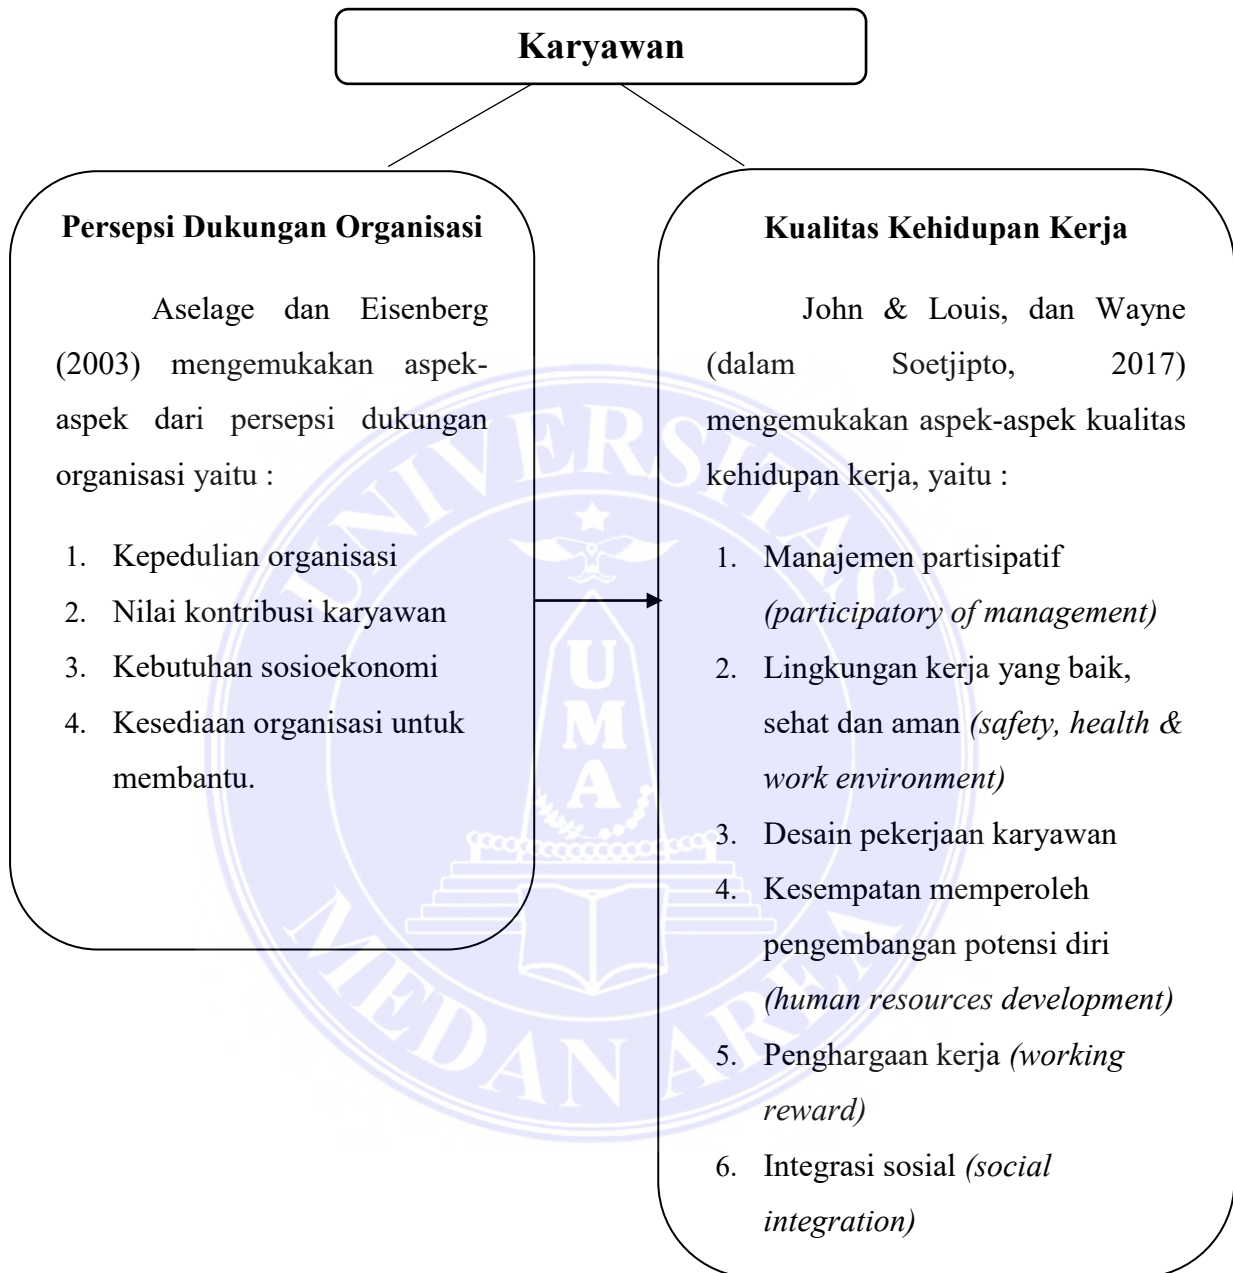 Karyawan
Persepsi Dukungan Organisasi
Aselage dan Eisenberg
(2003) mengemukakan aspek-
aspek dari persepsi dukungan
organisasi yaitu :
1. Kepedulian organisasi
2. Nilai kontribusi karyawan
3. Kebutuhan sosioekonomi
4. Kesediaan organisasi untuk
membantu.
Kualitas Kehidupan Kerja
John & Louis, dan Wayne
(dalam Soetjipto, 2017)
mengemukakan aspek-aspek kualitas
kehidupan kerja, yaitu :
1. Manajemen partisipatif
(participatory of management)
2. Lingkungan kerja yang baik,
sehat dan aman (safety, health &
work environment)
3. Desain pekerjaan karyawan
4. Kesempatan memperoleh
pengembangan potensi diri
(human resources development)
5. Penghargaan kerja (working
reward)
6. Integrasi sosial (social
integration)
UNIVERSITAS
UMA
MEDAN AREA